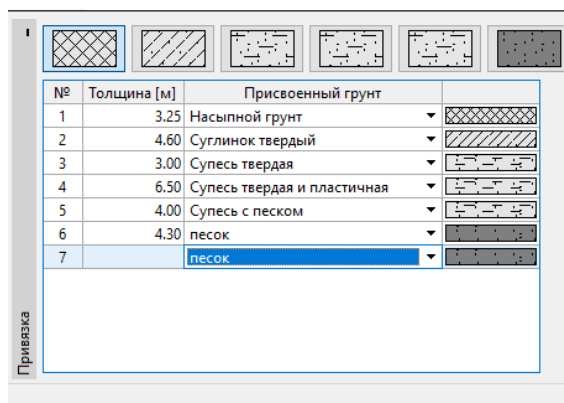 № Толщина [м] Присвоенный грунт
1 3.25 Насыпной грунт
2 4.60 Суглинок твердый
3 3.00 Супесь твердая
4 6.50 Супесь твердая и пластичная
5 4.00 Супесь с песком
6 4.30 песок
7 песок
Привязка